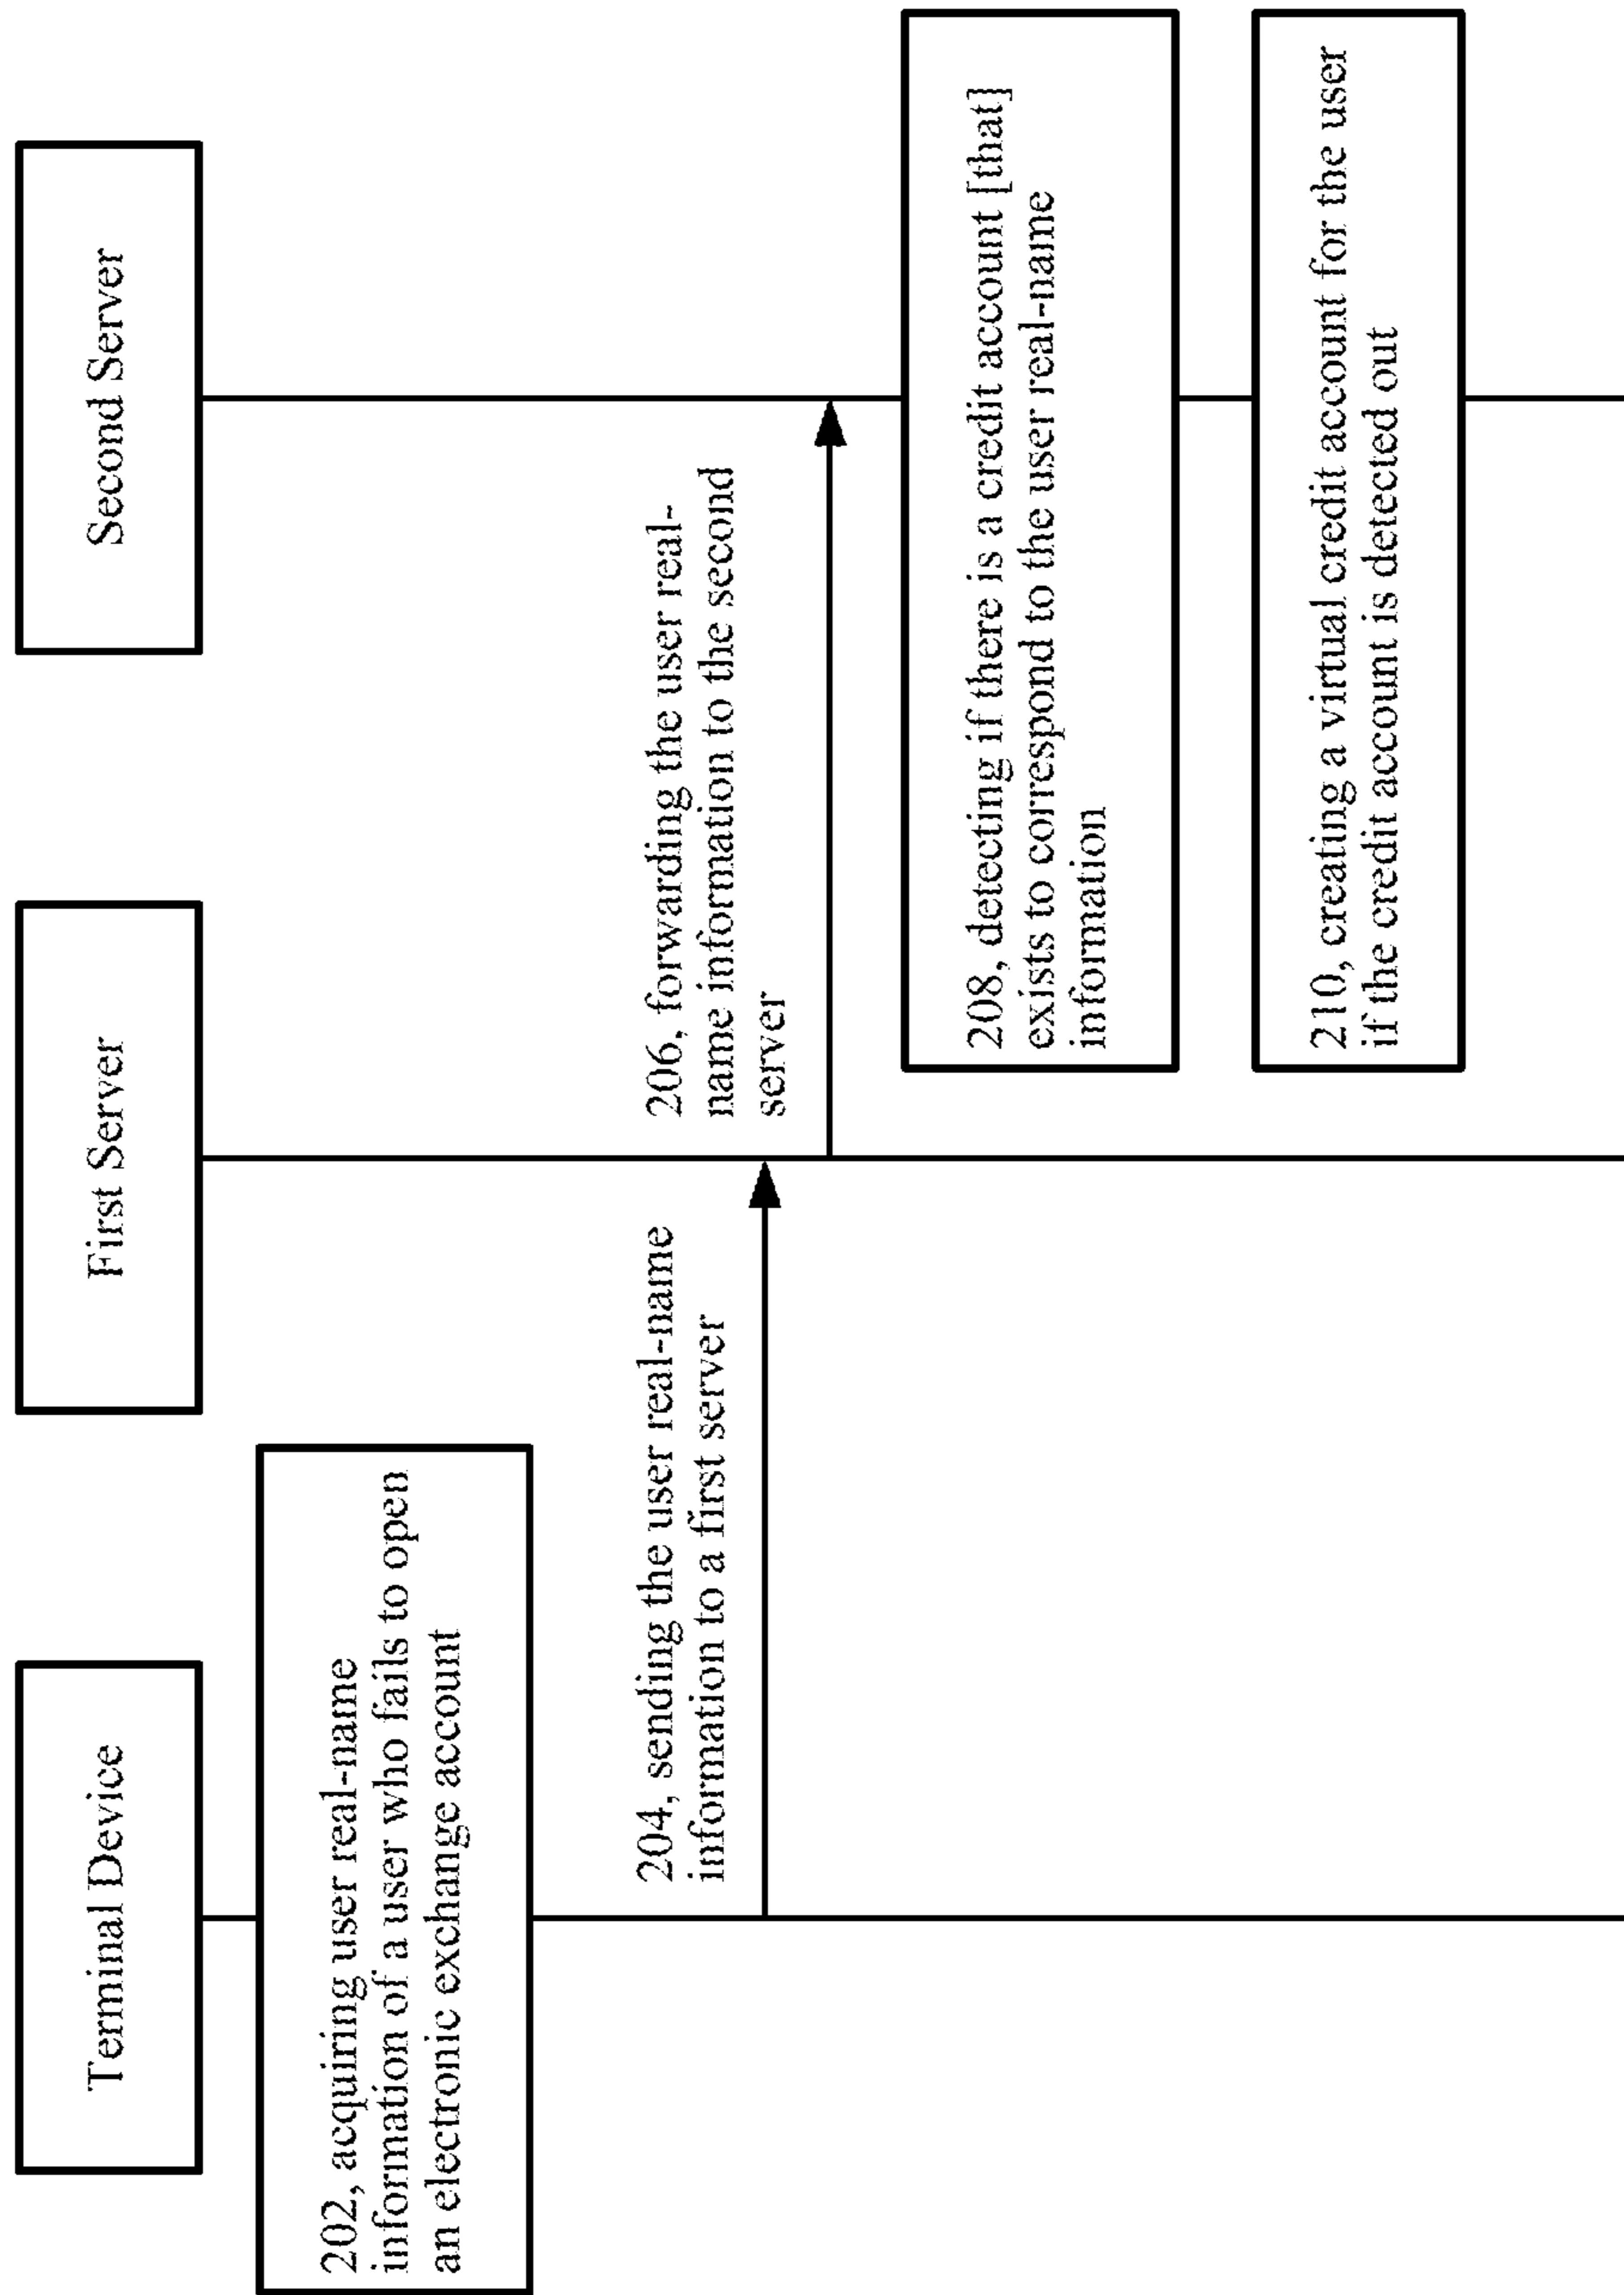 Terminal Device
First Server
Second Server
202, acquiring user real-name
information of a user who fails to open
an electronic exchange account
204, sending the user real-name
information to a first server
206, forwarding the user real-
name information to the second
server
208, detecting if there is a credit account [that]
exists to correspond to the user real-name
information
210, creating a virtual credit account for the user
if the credit account is detected out